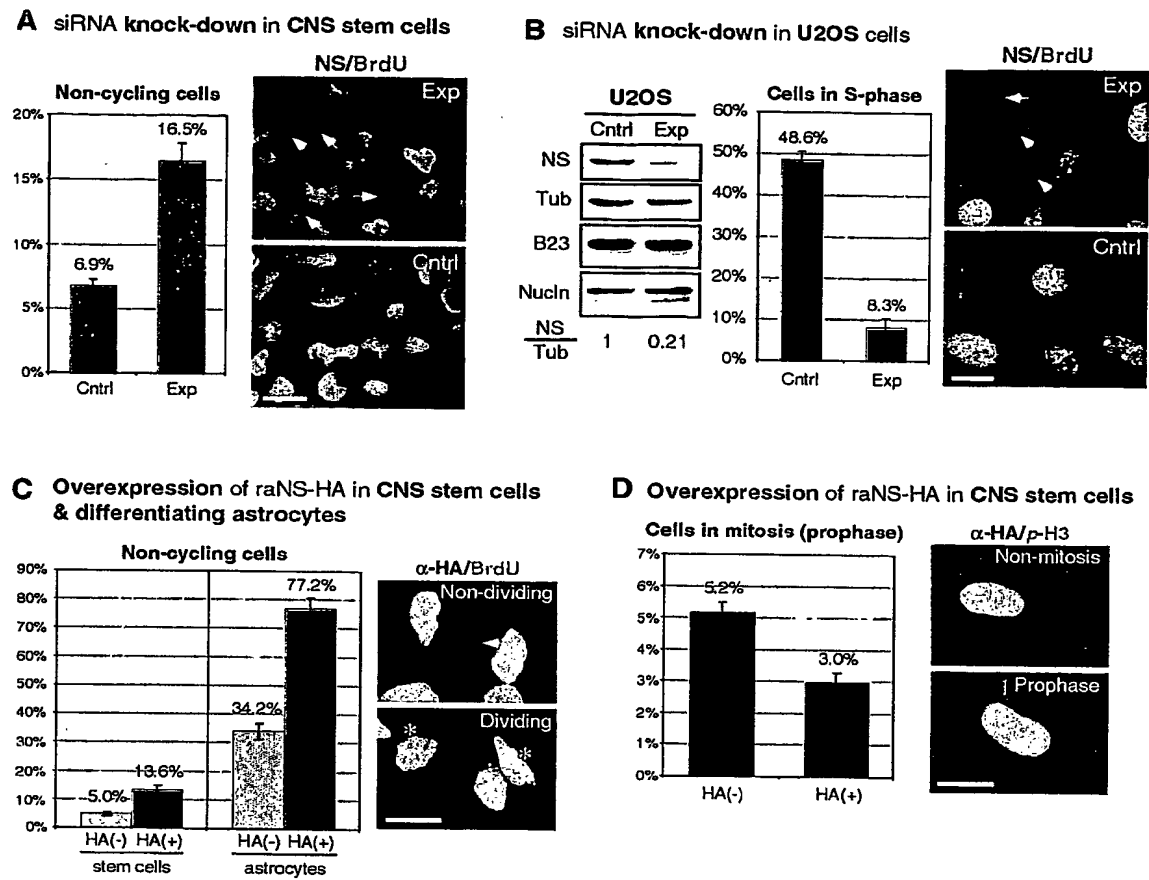 A siRNA knock-down in CNS stem cells
Non-cycling cells
20%
15%
10%
5%
0%
6.9%
16.5%
Cntrl Exp
NS/BrdU
Exp
Cntrl
B siRNA knock-down in U2OS cells
U2OS
Cntrl Exp
NS
Tub
B23
Nucln
NS
Tub
1 0.21
Cells in S-phase
60%
50%
40%
30%
20%
10%
0%
48.6%
8.3%
Cntrl Exp
NS/BrdU
Exp
Cntrl
C Overexpression of raNS-HA in CNS stem cells
& differentiating astrocytes
Non-cycling cells
90%
80%
70%
60%
50%
40%
30%
20%
10%
0%
5.0%
13.6%
34.2%
77.2%
HA(-) HA(+) HA(-) HA(+)
stem cells astrocytes
α-HA/BrdU
Non-dividing
Dividing
* *
D Overexpression of raNS-HA in CNS stem cells
Cells in mitosis (prophase)
7%
6%
5%
4%
3%
2%
1%
0%
5.2%
3.0%
HA(-) HA(+)
α-HA/p-H3
Non-mitosis
Prophase